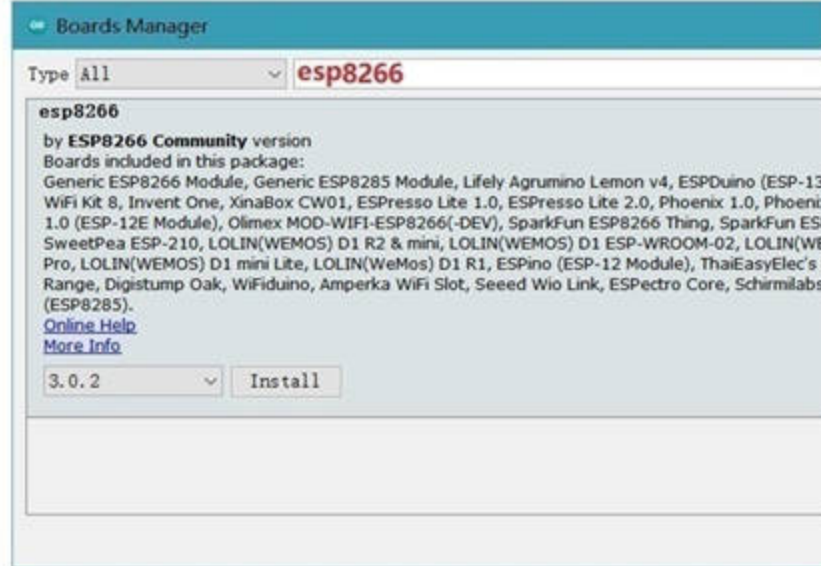 Boards Manager
Type All esp8266
esp8266
by ESP8266 Community version
Boards included in this package:
Generic ESP8266 Module, Generic ESP8285 Module, Lifely Agrumino Lemon v4, ESPDuino (ESP-13
WiFi Kit 8, Invent One, XinaBox CW01, ESPresso Lite 1.0, ESPresso Lite 2.0, Phoenix 1.0, Phoenix
1.0 (ESP-12E Module), Olimex MOD-WIFI-ESP8266(-DEV), SparkFun ESP8266 Thing, SparkFun ES
SweetPea ESP-210, LOLIN(WEMOS) D1 R2 & mini, LOLIN(WEMOS) D1 ESP-WROOM-02, LOLIN(WE
Pro, LOLIN(WEMOS) D1 mini Lite, LOLIN(WeMos) D1 R1, ESPino (ESP-12 Module), ThaiEasyElec's
Range, Digistump Oak, WiFiduino, Amperka WiFi Slot, Seeed Wio Link, ESPectro Core, Schirmilabs
(ESP8285).
Online Help
More Info
3.0.2 Install